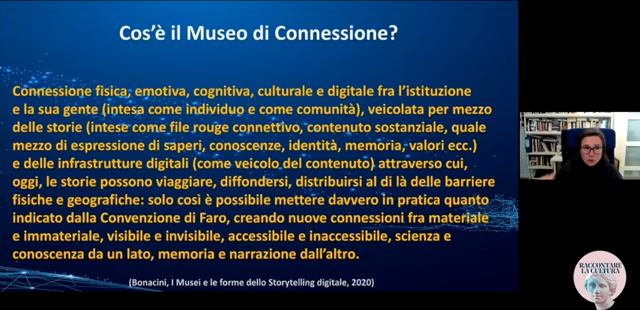 Cos'è il Museo di Connessione?
Connessione fisica, emotiva, cognitiva, culturale e digitale fra l'istituzione
e la sua gente (intesa come individuo e come comunità), veicolata per mezzo
delle storie (intese come file rouge connettivo, contenuto sostanziale, quale
mezzo di espressione di saperi, conoscenze, identità, memoria, valori ecc.)
e delle infrastrutture digitali (come veicolo del contenuto) attraverso cui,
oggi, le storie possono viaggiare, diffondersi, distribuirsi al di là delle barriere
fisiche e geografiche: solo così è possibile mettere davvero in pratica quanto
indicato dalla Convenzione di Faro, creando nuove connessioni fra materiale
e immateriale, visibile e invisibile, accessibile e inaccessibile, scienza e
conoscenza da un lato, memoria e narrazione dall'altro.
(Bonacini, I Musei e le forme dello Storytelling digitale, 2020)
RACCONTARE
LA CULTURA